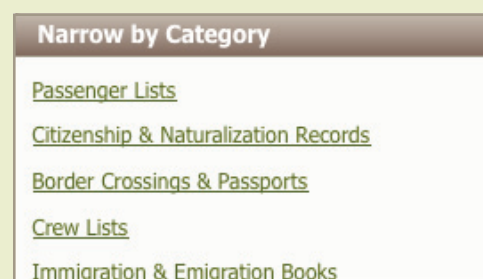 Narrow by Category
Passenger Lists
Citizenship & Naturalization Records
Border Crossings & Passports
Crew Lists
Immigration & Emigration Books